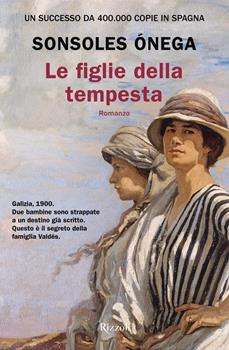 UN SUCCESSO DA 400.000 COPIE IN SPAGNA
SONSOLES ÓNEGA
Le figlie della
tempesta
Romanzo
Galizia, 1900.
Due bambine sono strappate
a un destino già scritto.
Questo è il segreto della
famiglia Valdés.
Rizzoli